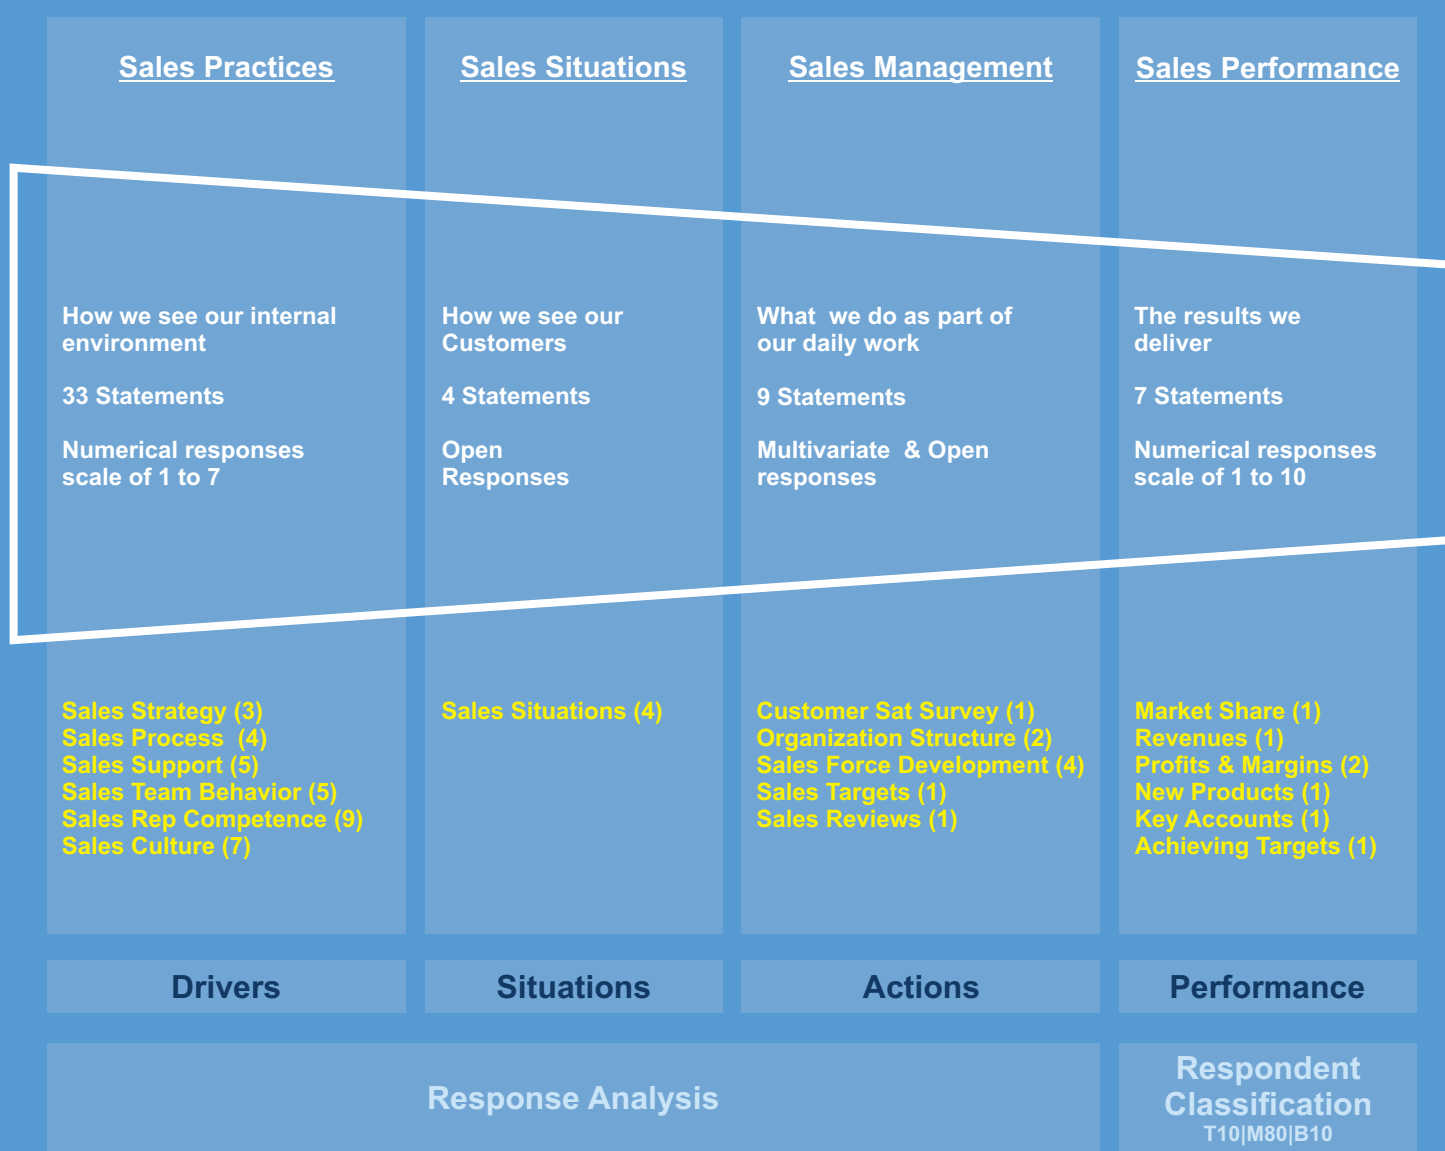 Sales Practices
How we see our internal
environment
33 Statements
Numerical responses
scale of 1 to 7
Sales Strategy (3)
Sales Process  (4)
Sales Support (5)
Sales Team Behavior (5)
Sales Rep Competence (9)
Sales Culture (7)
Drivers
Sales Situations
How we see our
Customers
4 Statements
Open
Responses
Sales Situations (4)
Situations
Sales Management
What  we do as part of
our daily work
9 Statements
Multivariate  & Open
responses
Customer Sat Survey (1)
Organization Structure (2)
Sales Force Development (4)
Sales Targets (1)
Sales Reviews (1)
Actions
Sales Performance
The results we
deliver
7 Statements
Numerical responses
scale of 1 to 10
Market Share (1)
Revenues (1)
Profits & Margins (2)
New Products (1)
Key Accounts (1)
Achieving Targets (1)
Performance
Response Analysis
Respondent
Classification
T10|M80|B10